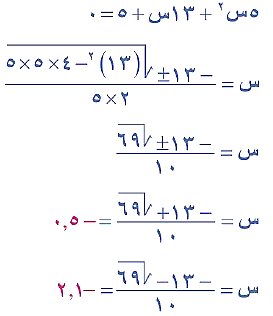 ٥س٢ + ١٣س + ٥ = ٠
س = (−١٣ ± √((١٣)٢ − ٤ × ٥ × ٥)) / (٢ × ٥)
س = (−١٣ ± √٦٩) / ١٠
س = (−١٣ + √٦٩) / ١٠ = −٠,٥
س = (−١٣ − √٦٩) / ١٠ = −٢,١